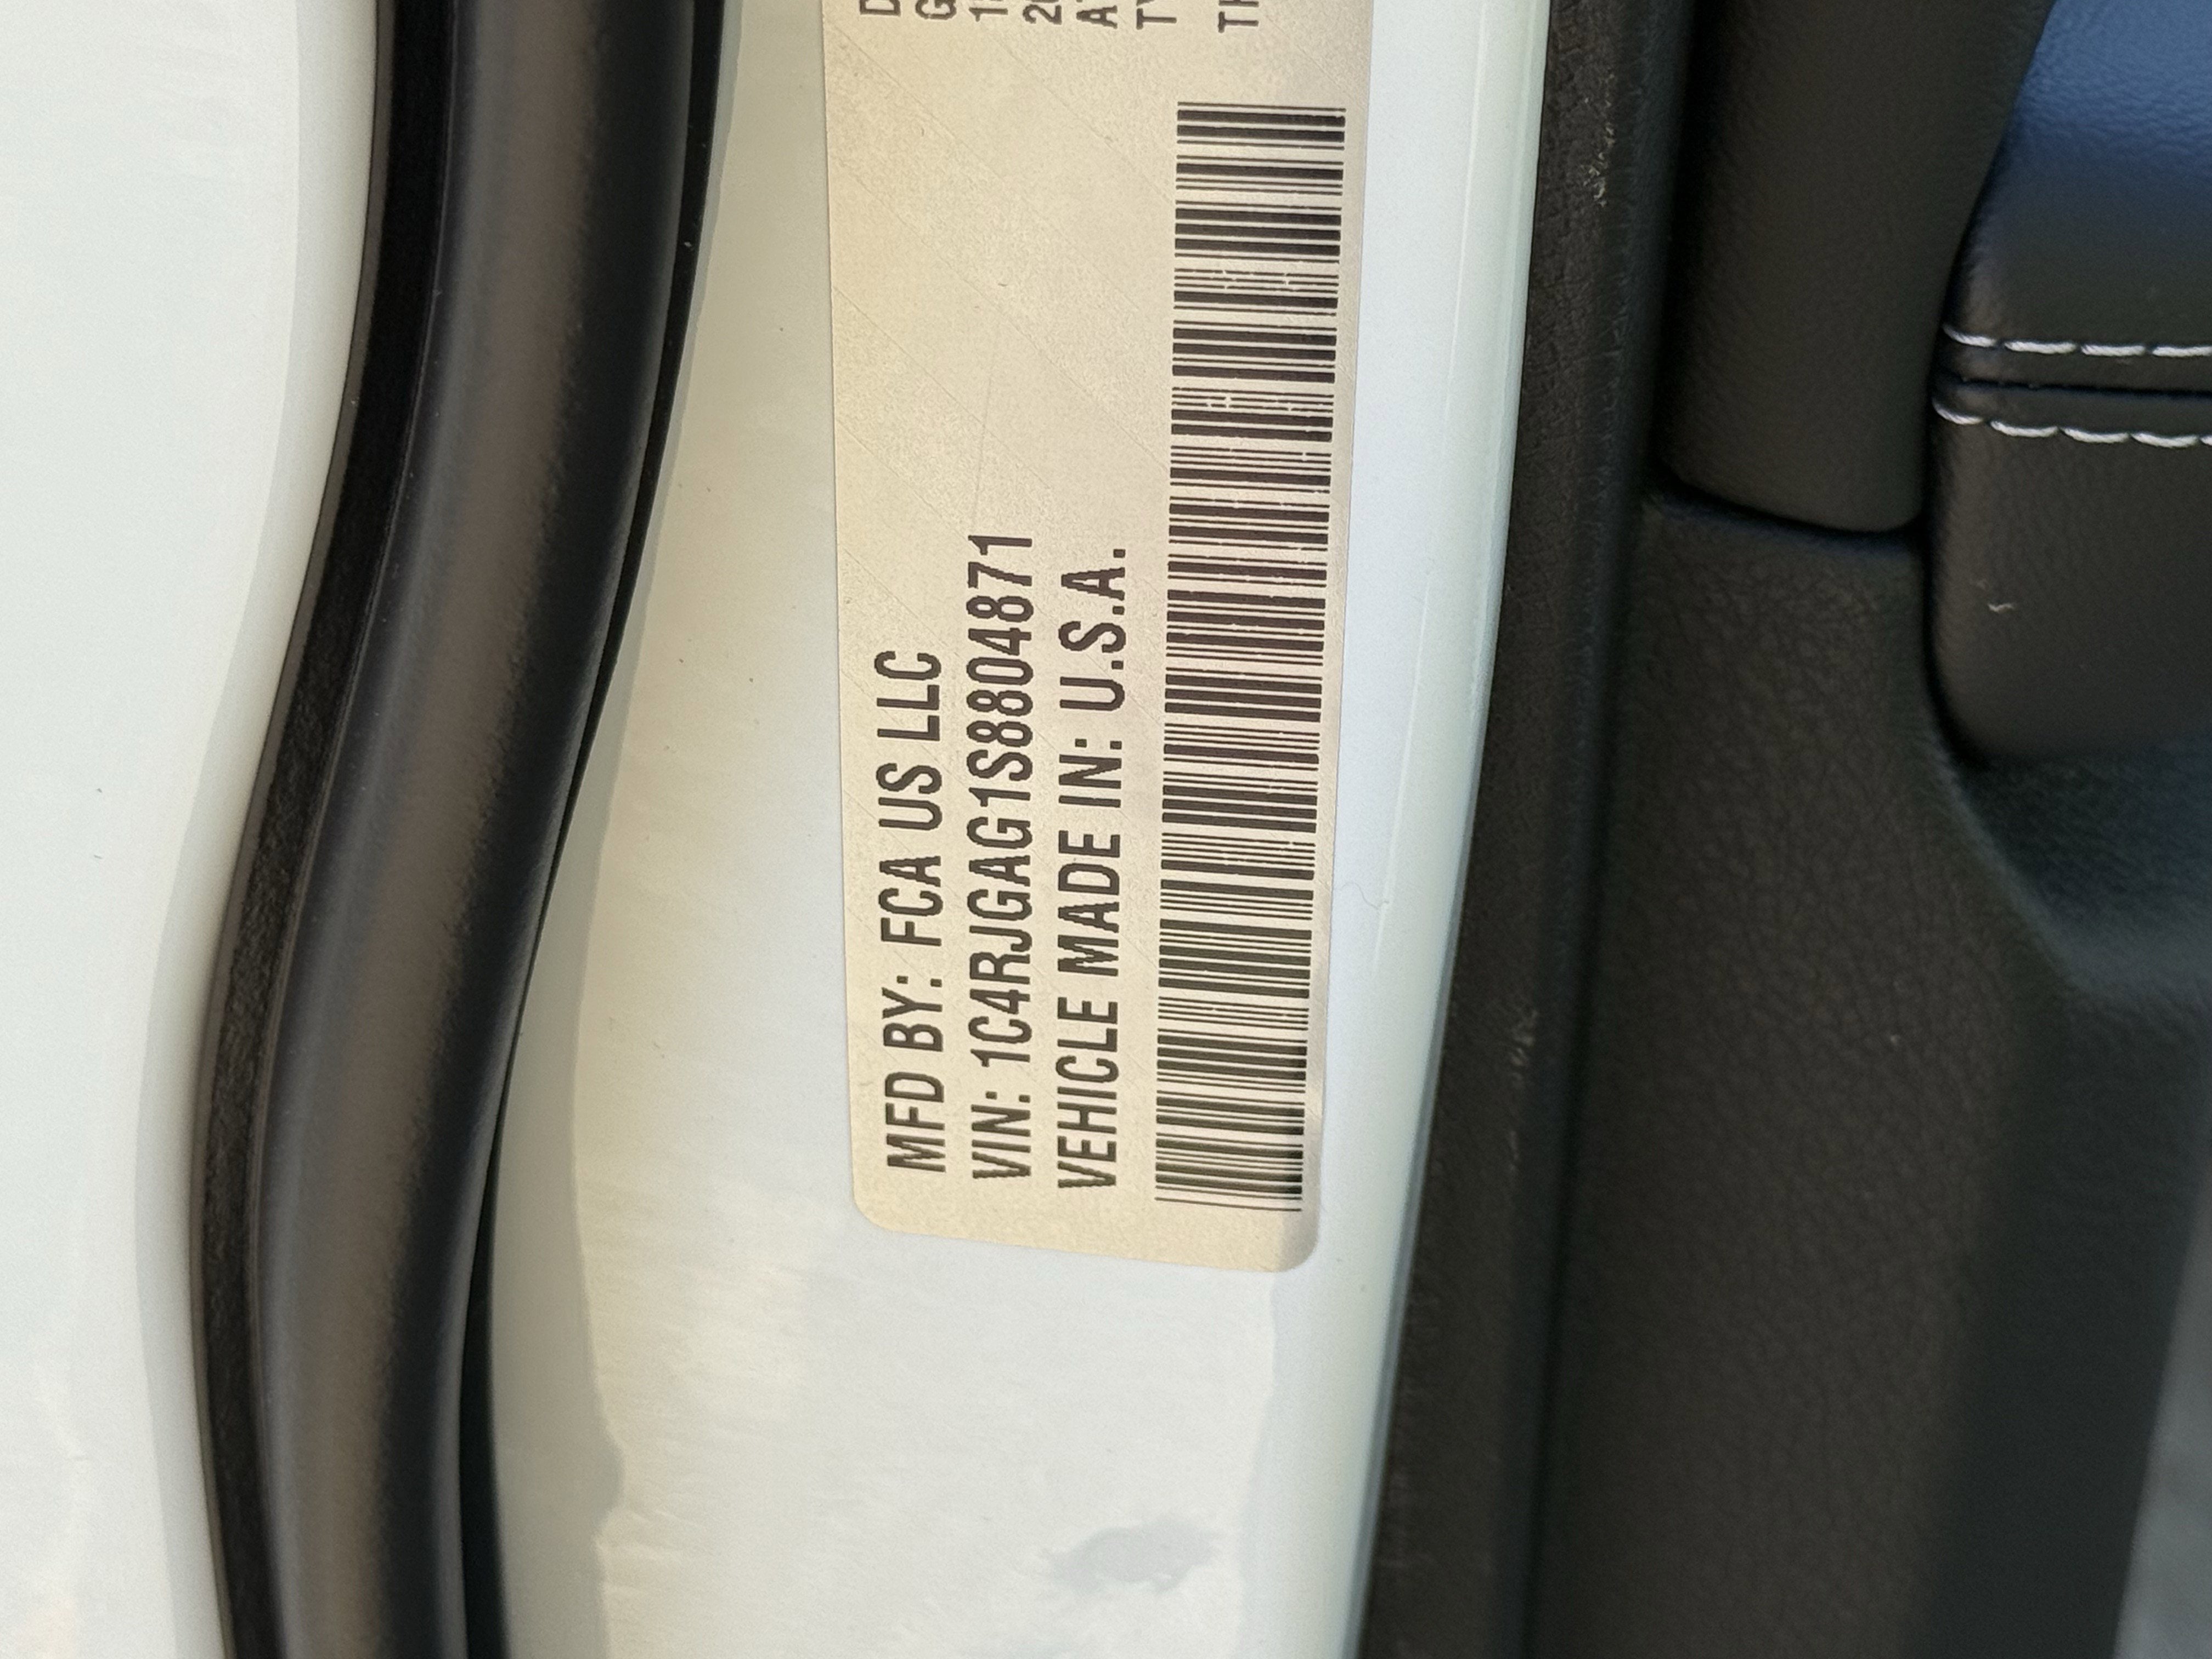 MFD BY: FCA US LLC
VIN: 1C4RJGAG1S8804871
VEHICLE MADE IN: U.S.A.